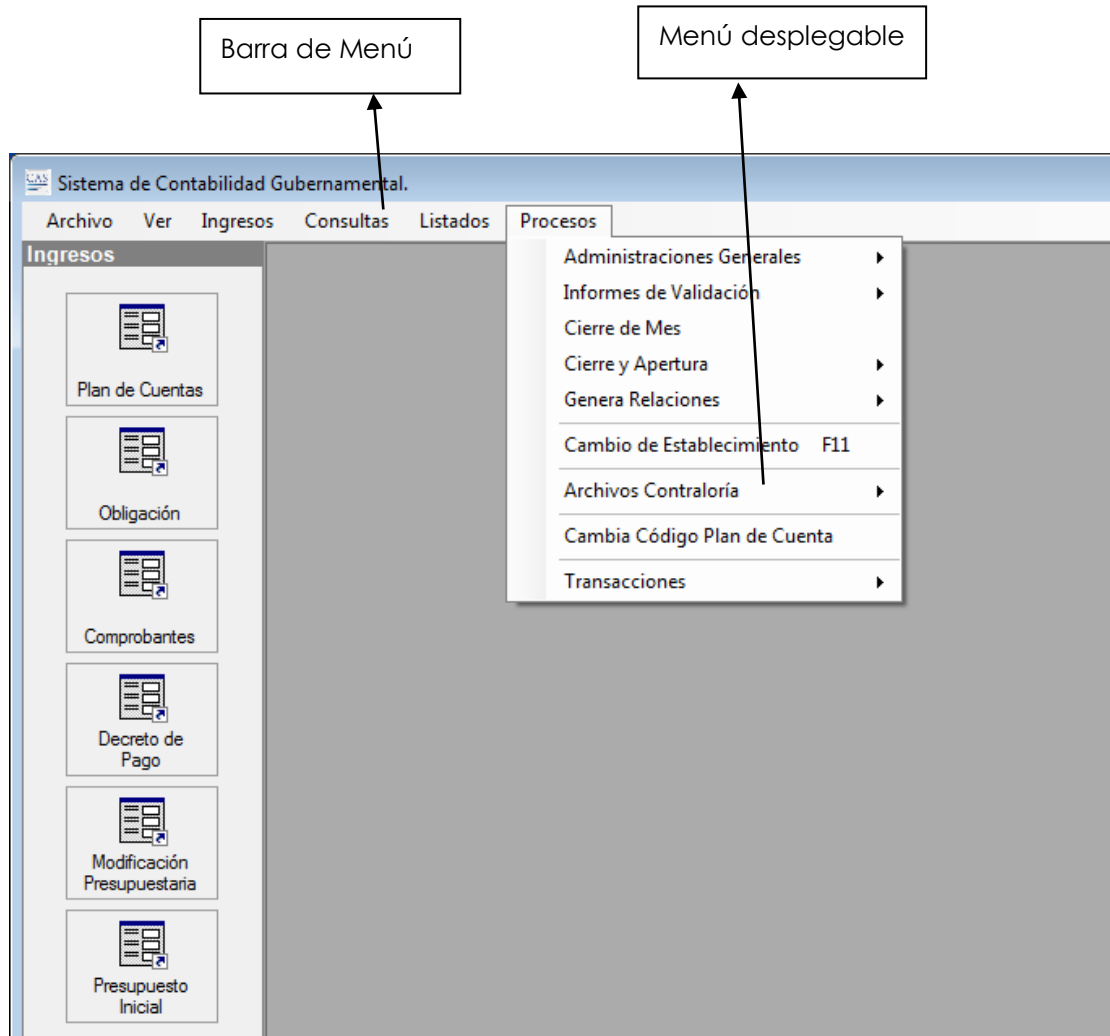 Barra de Menú
Menú desplegable
CAS
Sistema de Contabilidad Gubernamental.
Archivo Ver Ingresos Consultas Listados Procesos
Ingresos
Administraciones Generales
Informes de Validación
Cierre de Mes
Cierre y Apertura
Genera Relaciones
Cambio de Establecimiento F11
Archivos Contraloría
Cambia Código Plan de Cuenta
Transacciones
Plan de Cuentas
Obligación
Comprobantes
Decreto de
Pago
Modificación
Presupuestaria
Presupuesto
Inicial